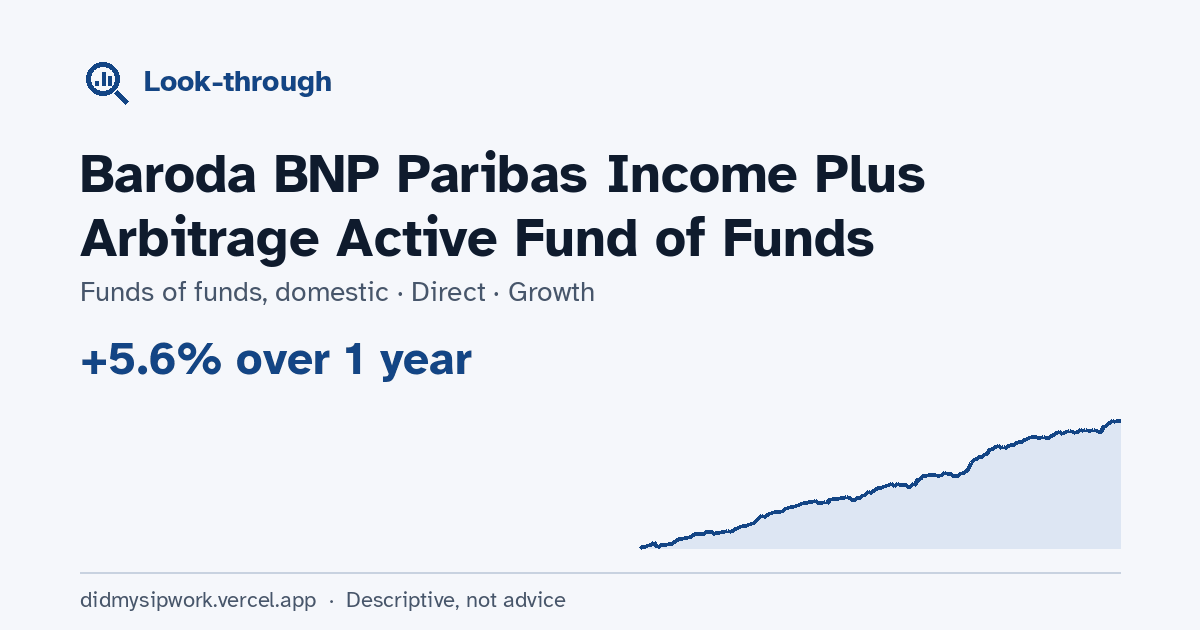 Look-through
Baroda BNP Paribas Income Plus
Arbitrage Active Fund of Funds
Funds of funds, domestic · Direct · Growth
+5.6% over 1 year
didmysipwork.vercel.app · Descriptive, not advice